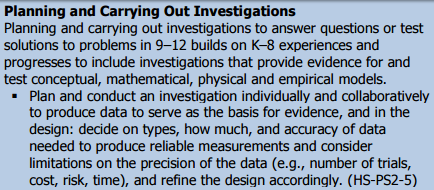 Planning and Carrying Out Investigations
Planning and carrying out investigations to answer questions or test
solutions to problems in 9–12 builds on K–8 experiences and
progresses to include investigations that provide evidence for and
test conceptual, mathematical, physical and empirical models.
▪ Plan and conduct an investigation individually and collaboratively
to produce data to serve as the basis for evidence, and in the
design: decide on types, how much, and accuracy of data
needed to produce reliable measurements and consider
limitations on the precision of the data (e.g., number of trials,
cost, risk, time), and refine the design accordingly. (HS-PS2-5)